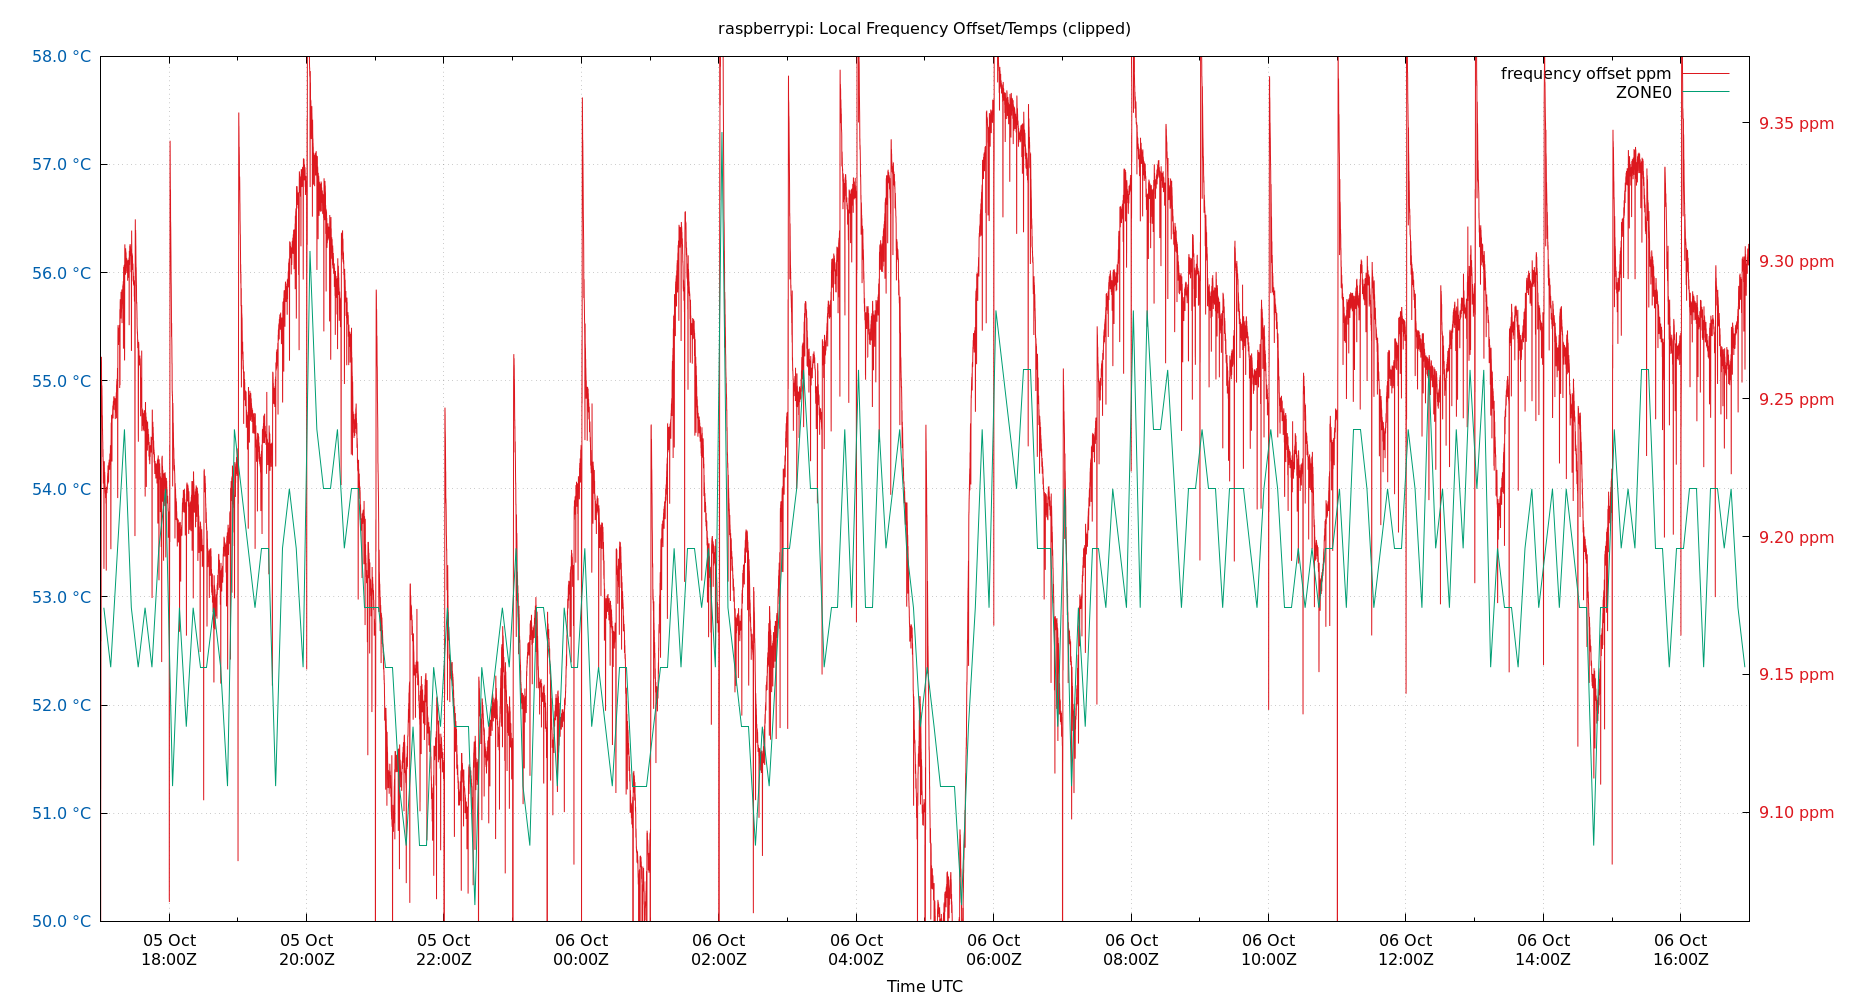 raspberrypi: Local Frequency Offset/Temps (clipped)
58.0 °C
57.0 °C
56.0 °C
55.0 °C
54.0 °C
53.0 °C
52.0 °C
51.0 °C
50.0 °C
frequency offset ppm
ZONE0
9.35 ppm
9.30 ppm
9.25 ppm
9.20 ppm
9.15 ppm
9.10 ppm
05 Oct
18:00Z
05 Oct
20:00Z
05 Oct
22:00Z
06 Oct
00:00Z
06 Oct
02:00Z
06 Oct
04:00Z
06 Oct
06:00Z
06 Oct
08:00Z
06 Oct
10:00Z
06 Oct
12:00Z
06 Oct
14:00Z
06 Oct
16:00Z
Time UTC